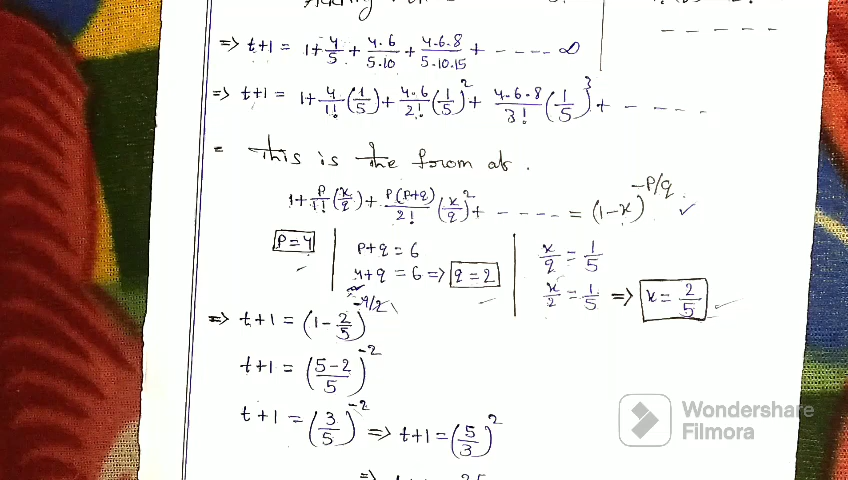 => t+1 = 1+ 4/5 + 4·6/5·10 + 4·6·8/5·10·15 + - - - - ∞
=> t+1 = 1+ 4/1! (1/5) + 4·6/2! (1/5)² + 4·6·8/3! (1/5)³ + - - - -
= This is the form of.
1+ P/1! (x/q) + P(P+q)/2! (x/q)² + - - - - = (1-x)^-P/q ✓
P=4
P+q = 6
4+q = 6 => q = 2
x/q = 1/5
x/2 = 1/5 => x = 2/5
=> t+1 = (1- 2/5)^-4/2
t+1 = (5-2/5)^-2
t+1 = (3/5)^-2 => t+1 = (5/3)²
Wondershare
Filmora